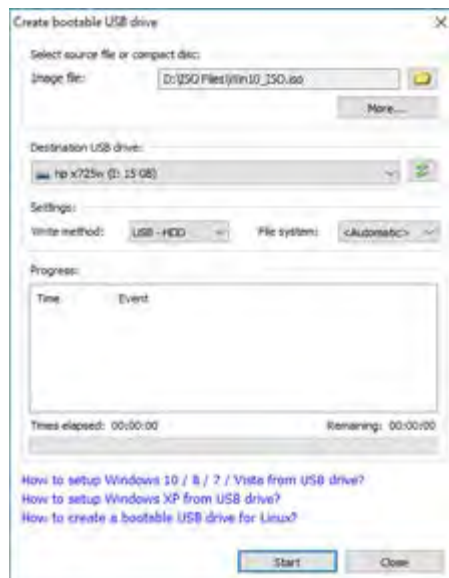 Create bootable USB drive
Select source file or compact disc:
Image file: D:\ISO Files\Win10_ISO.iso
More...
Destination USB drive:
hp x725w (I: 15 GB)
Settings:
Write method: USB - HDD File system: <Automatic>
Progress:
Time Event
Times elapsed: 00:00:00 Remaining: 00:00:00
How to setup Windows 10 / 8 / 7 / Vista from USB drive?
How to setup Windows XP from USB drive?
How to create a bootable USB drive for Linux?
Start Close